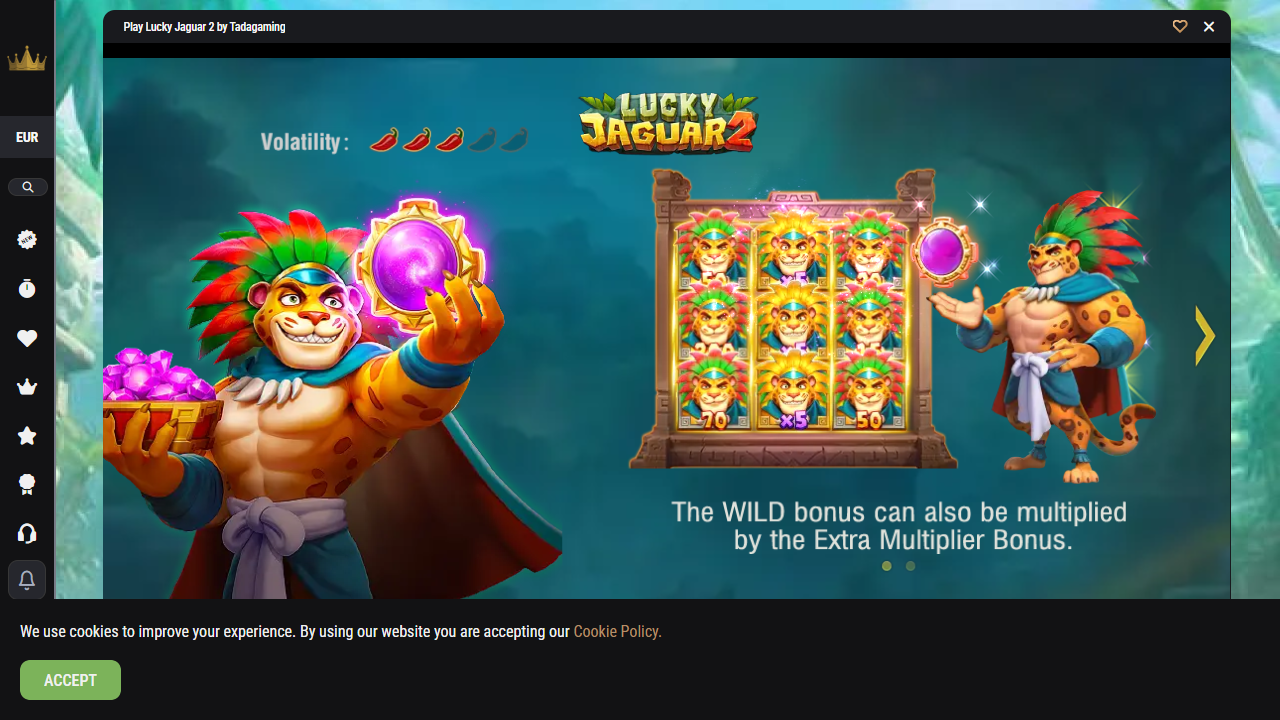 Play Lucky Jaguar 2 by Tadagaming
EUR
NEW
Volatility :
LUCKY
JAGUAR 2
70
x5
50
The WILD bonus can also be multiplied
by the Extra Multiplier Bonus.
We use cookies to improve your experience. By using our website you are accepting our Cookie Policy.
ACCEPT